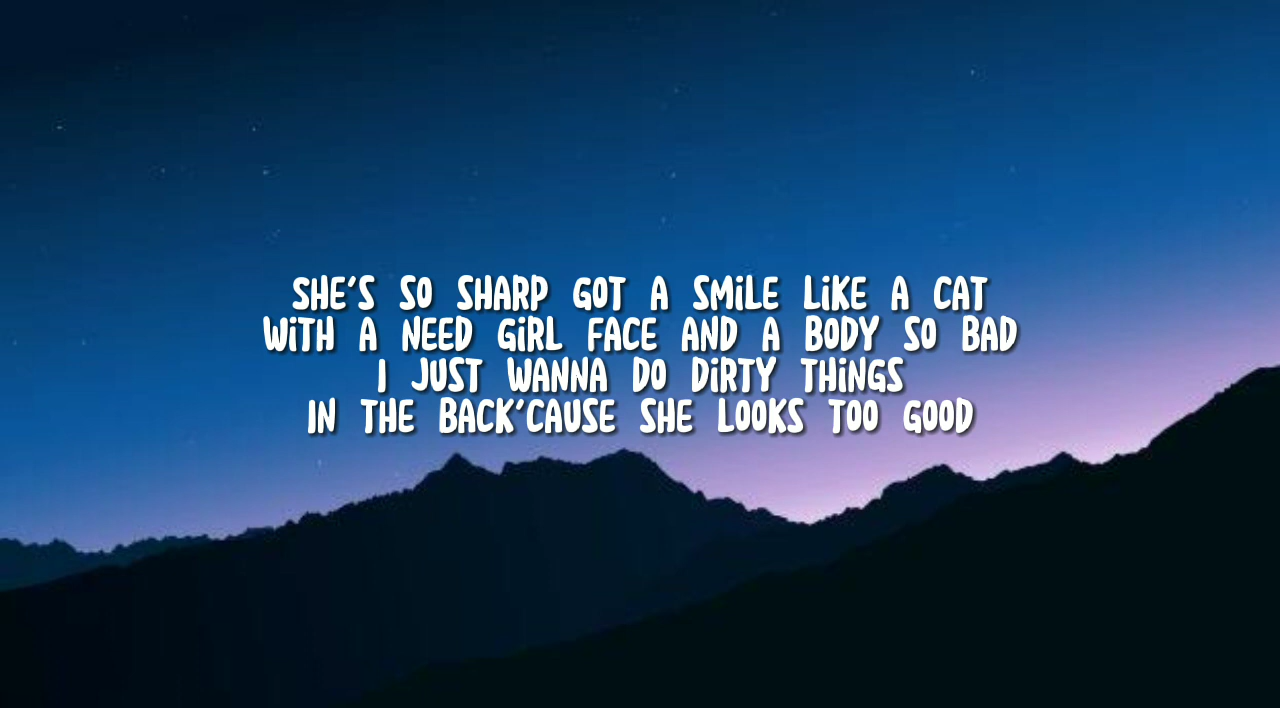 SHE'S SO SHARP GOT A SMiLE LiKE A CAT
WiTH A NEED GiRL FACE AND A BODY SO BAD
I JUST WANNA DO DiRTY THiNGS
IN THE BACK'CAUSE SHE LOOKS TOO GOOD